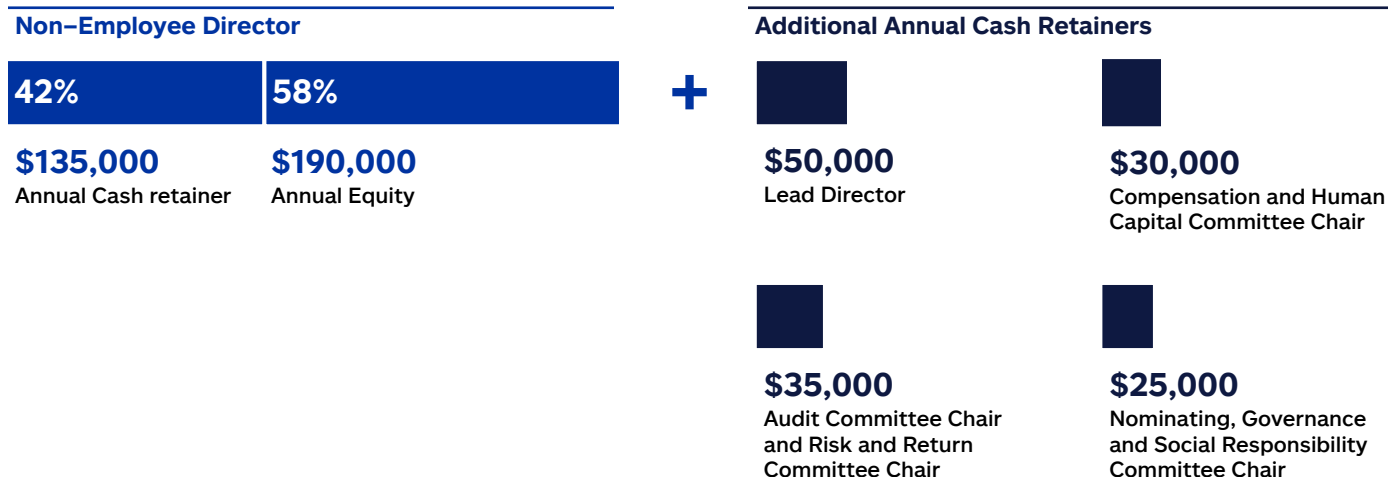 Non–Employee Director
42%
58%
$135,000
Annual Cash retainer
$190,000
Annual Equity
+
Additional Annual Cash Retainers
$50,000
Lead Director
$30,000
Compensation and Human
Capital Committee Chair
$35,000
Audit Committee Chair
and Risk and Return
Committee Chair
$25,000
Nominating, Governance
and Social Responsibility
Committee Chair